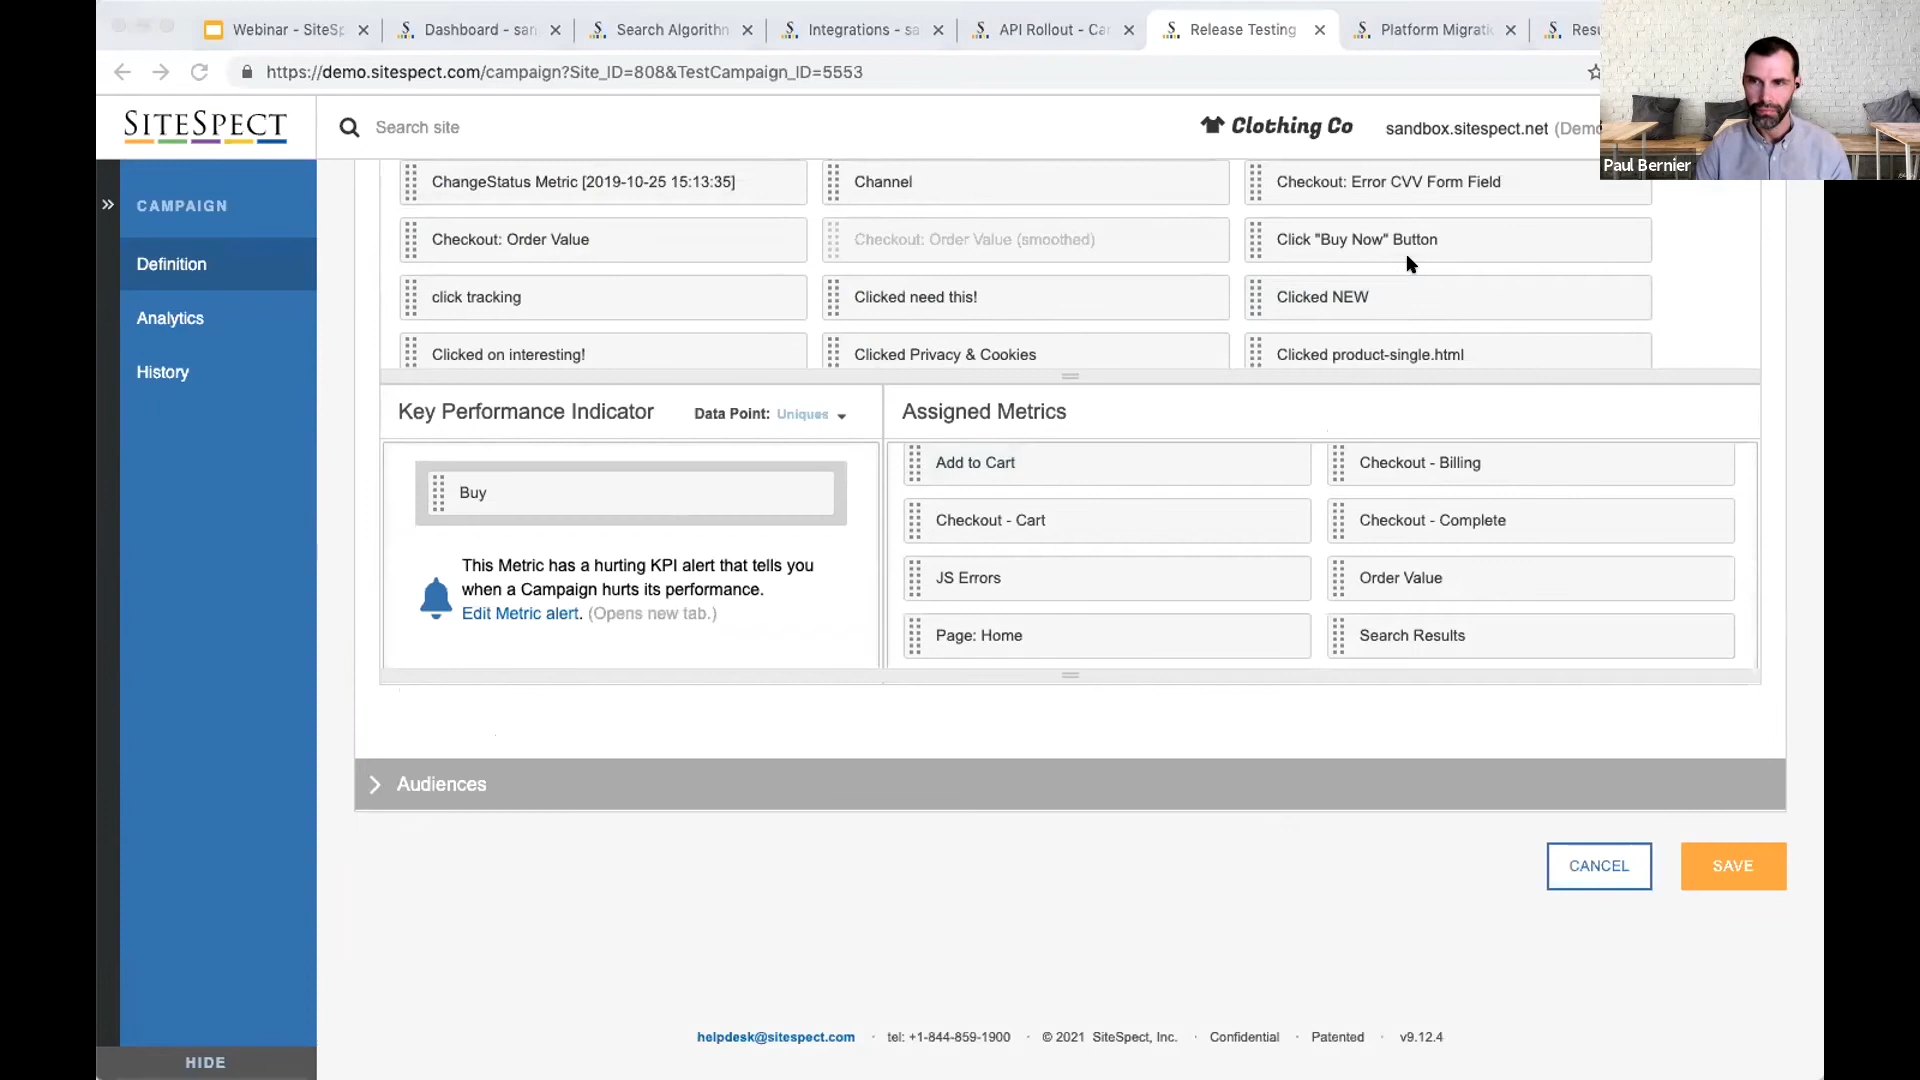 Webinar - SiteSp
Dashboard - san
Search Algorithn
Integrations - sa
API Rollout - Ca
Release Testing
Platform Migrati
Resu
https://demo.sitespect.com/campaign?Site_ID=808&TestCampaign_ID=5553
SITESPECT
Search site
Clothing Co
sandbox.sitespect.net (Demo
Paul Bernier
CAMPAIGN
Definition
Analytics
History
HIDE
ChangeStatus Metric [2019-10-25 15:13:35]
Channel
Checkout: Error CVV Form Field
Checkout: Order Value
Checkout: Order Value (smoothed)
Click "Buy Now" Button
click tracking
Clicked need this!
Clicked NEW
Clicked on interesting!
Clicked Privacy & Cookies
Clicked product-single.html
Key Performance Indicator
Data Point: Uniques
Buy
This Metric has a hurting KPI alert that tells you
when a Campaign hurts its performance.
Edit Metric alert. (Opens new tab.)
Assigned Metrics
Add to Cart
Checkout - Billing
Checkout - Cart
Checkout - Complete
JS Errors
Order Value
Page: Home
Search Results
Audiences
CANCEL
SAVE
helpdesk@sitespect.com · tel: +1-844-859-1900 · © 2021 SiteSpect, Inc. · Confidential · Patented · v9.12.4